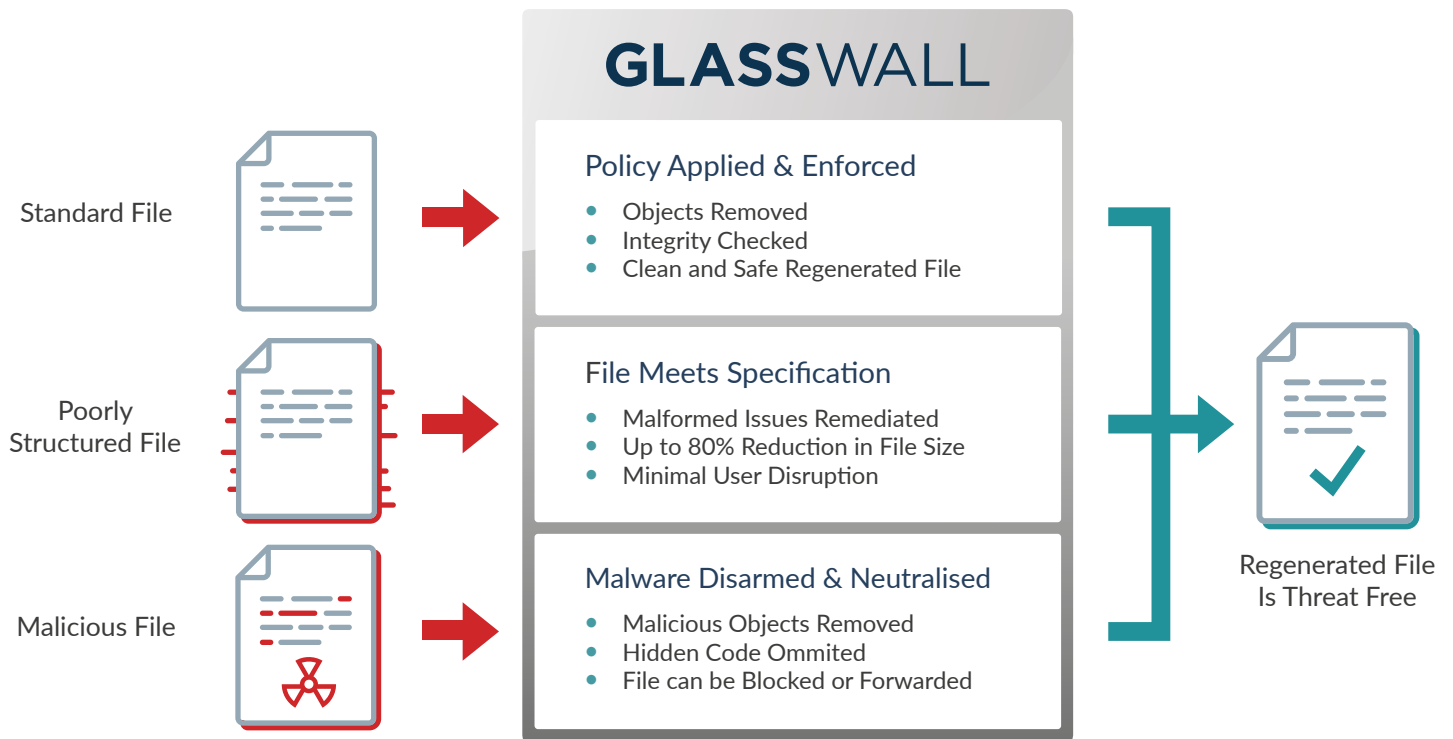 GLASSWALL
Standard File
Policy Applied & Enforced
Objects Removed
Integrity Checked
Clean and Safe Regenerated File
Poorly
Structured File
File Meets Specification
Malformed Issues Remediated
Up to 80% Reduction in File Size
Minimal User Disruption
Malicious File
Malware Disarmed & Neutralised
Malicious Objects Removed
Hidden Code Ommited
File can be Blocked or Forwarded
Regenerated File
Is Threat Free